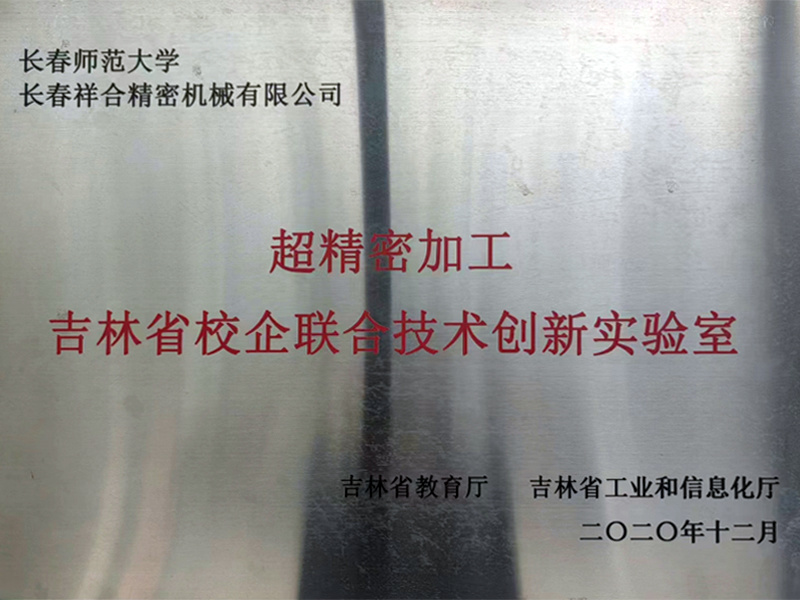 长春师范大学
长春祥合精密机械有限公司
超精密加工
吉林省校企联合技术创新实验室
吉林省教育厅 吉林省工业和信息化厅
二〇二〇年十二月